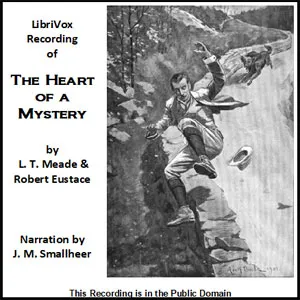 LibriVox
Recording
of
The Heart
of a
Mystery
by
L. T. Meade &
Robert Eustace
Narration by
J. M. Smallheer
This Recording is in the Public Domain